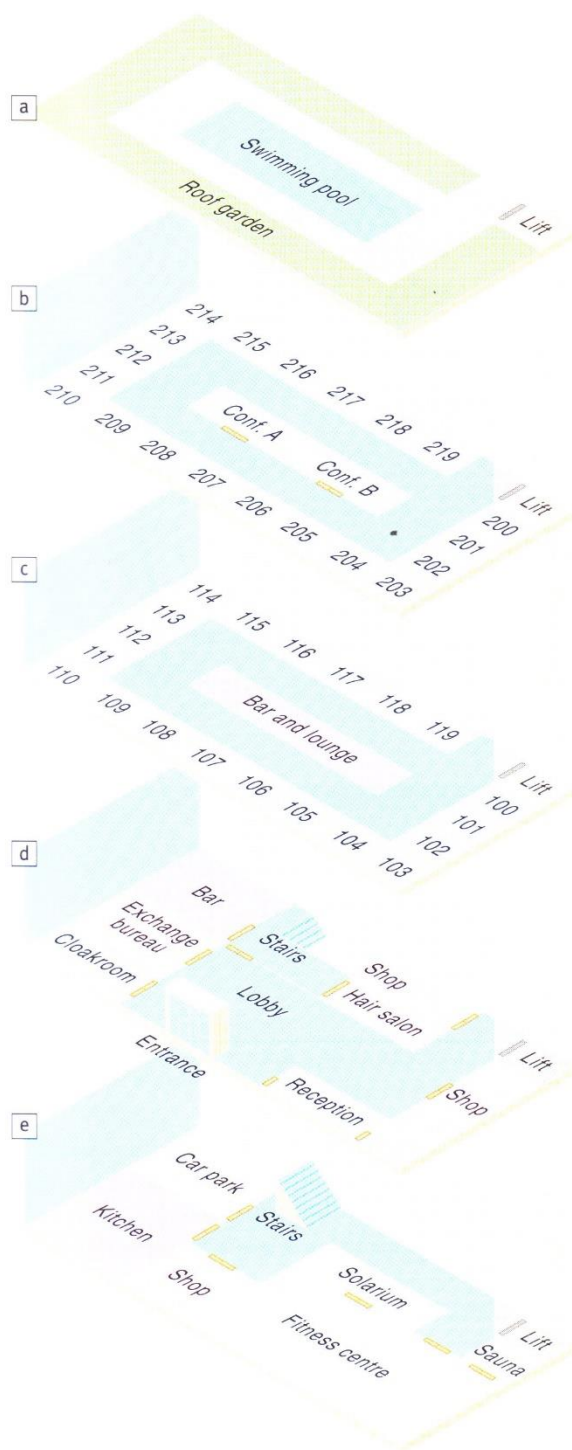 a
Swimming pool
Roof garden
Lift
b
214
213
215
212
216
211
217
210
Conf. A
218
209
219
208
Conf. B
207
Lift
206
200
205
201
204
202
203
c
114
113
115
112
116
111
117
110
118
109
Bar and lounge
119
108
107
Lift
106
100
105
101
104
102
103
d
Bar
Exchange
bureau
Stairs
Shop
Cloakroom
Lobby
Hair salon
Entrance
Lift
Reception
Shop
e
Car park
Stairs
Kitchen
Shop
Solarium
Lift
Fitness centre
Sauna